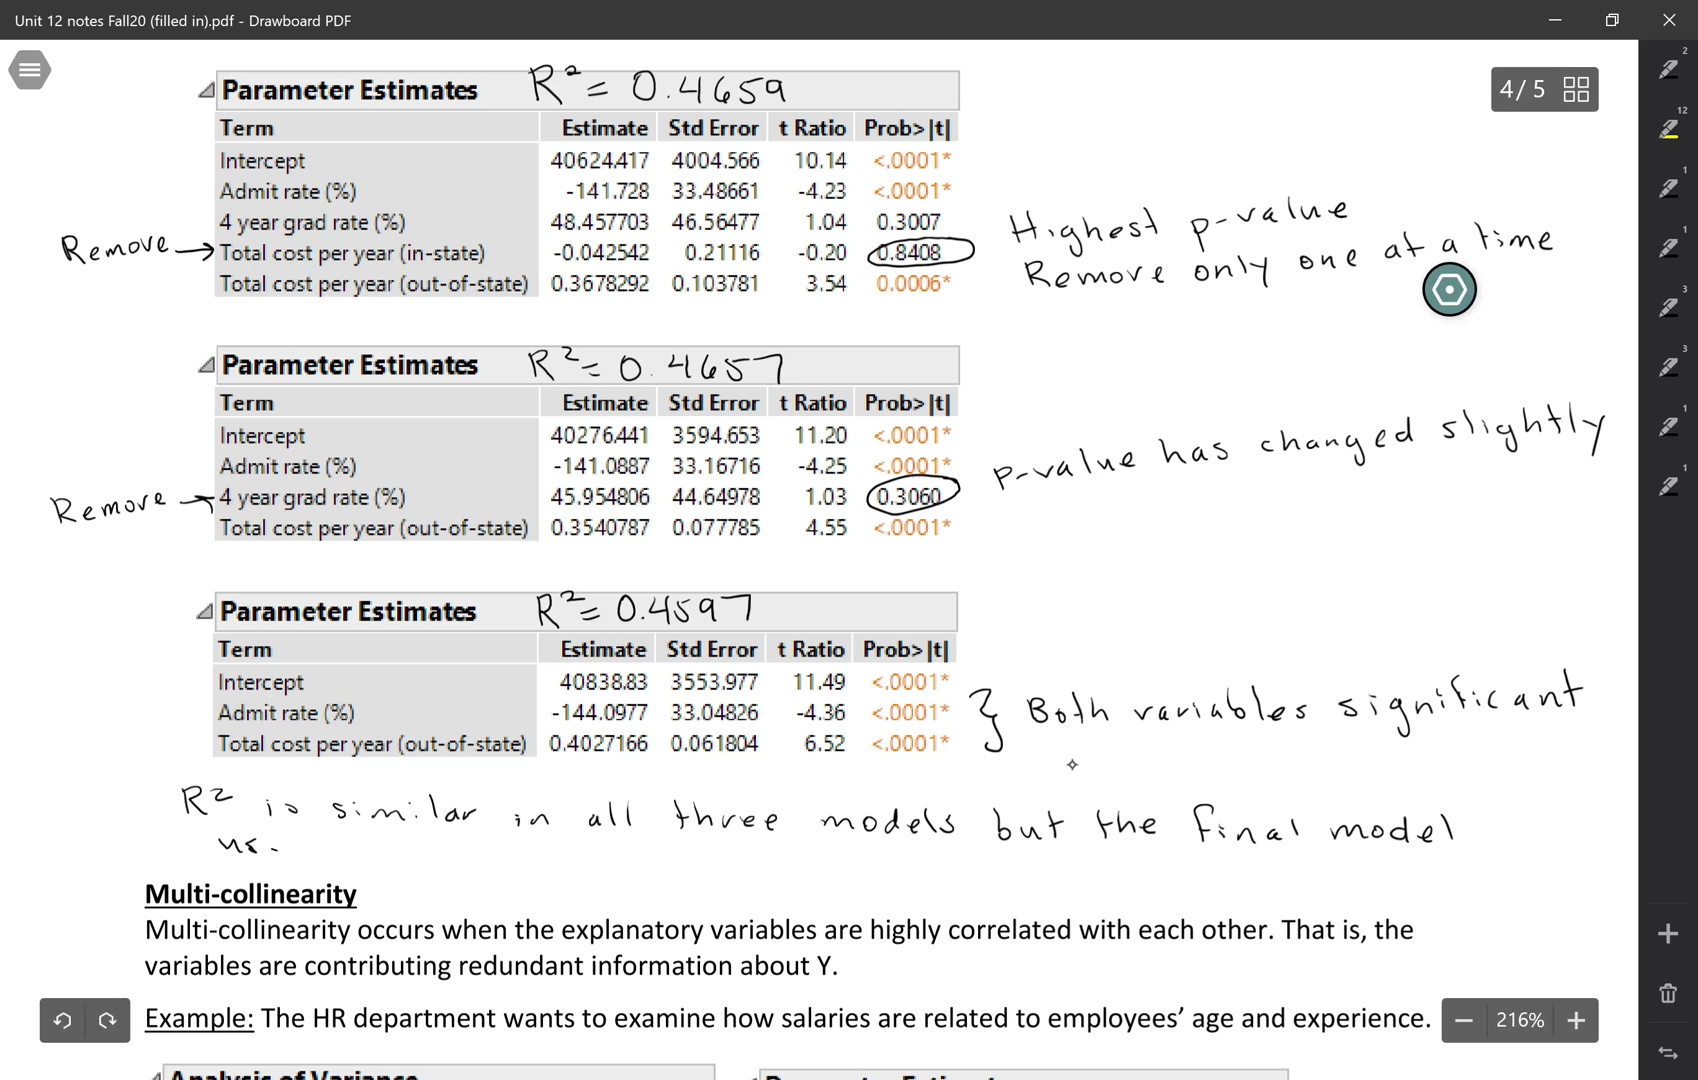 Unit 12 notes Fall20 (filled in).pdf - Drawboard PDF
4 / 5
Parameter Estimates R² = 0.4659
Term Estimate Std Error t Ratio Prob>|t|
Intercept 40624.417 4004.566 10.14 <.0001*
Admit rate (%) -141.728 33.48661 -4.23 <.0001*
4 year grad rate (%) 48.457703 46.56477 1.04 0.3007
Remove → Total cost per year (in-state) -0.042542 0.21116 -0.20 0.8408
Total cost per year (out-of-state) 0.3678292 0.103781 3.54 0.0006*
Highest p-value
Remove only one at a time
Parameter Estimates R² = 0.4657
Term Estimate Std Error t Ratio Prob>|t|
Intercept 40276.441 3594.653 11.20 <.0001*
Admit rate (%) -141.0887 33.16716 -4.25 <.0001*
Remove → 4 year grad rate (%) 45.954806 44.64978 1.03 0.3060
Total cost per year (out-of-state) 0.3540787 0.077785 4.55 <.0001*
p-value has changed slightly
Parameter Estimates R² = 0.4597
Term Estimate Std Error t Ratio Prob>|t|
Intercept 40838.83 3553.977 11.49 <.0001*
Admit rate (%) -144.0977 33.04826 -4.36 <.0001*
Total cost per year (out-of-state) 0.4027166 0.061804 6.52 <.0001*
} Both variables significant
R² is similar in all three models but the final model
Multi-collinearity
Multi-collinearity occurs when the explanatory variables are highly correlated with each other. That is, the
variables are contributing redundant information about Y.
Example: The HR department wants to examine how salaries are related to employees' age and experience.
216%
2
12
1
1
3
3
1
1